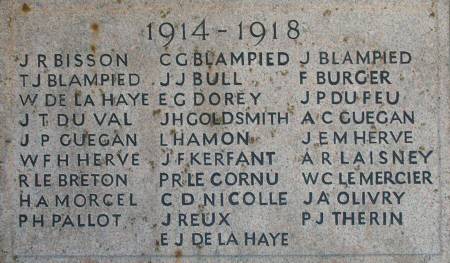 1914-1918
J R BISSON C G BLAMPIED J BLAMPIED
T J BLAMPIED J J BULL F BURGER
W DE LA HAYE E G DOREY J P DU FEU
J T DU VAL J H GOLDSMITH A C GUEGAN
J P GUEGAN L HAMON J E M HERVE
W F H HERVE J F KERFANT A R LAISNEY
R LE BRETON P R LE CORNU W C LE MERCIER
H A MORCEL C D NICOLLE J A OLIVRY
P H PALLOT J REUX P J THERIN
E J DE LA HAYE